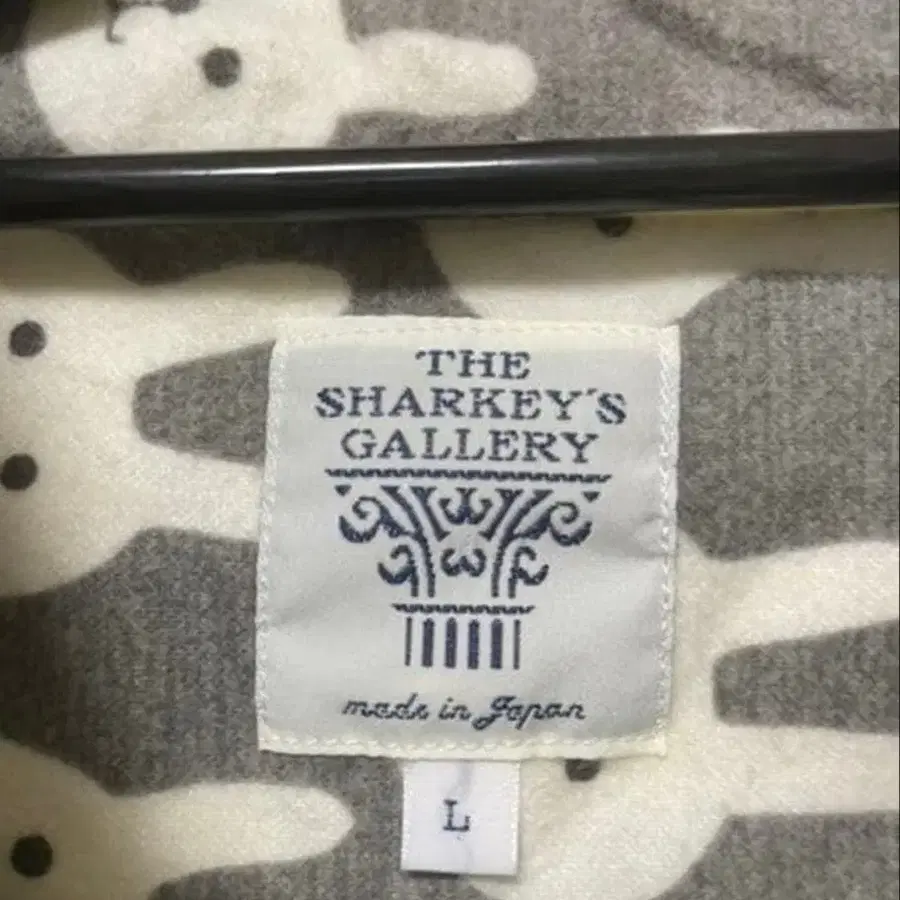 THE
SHARKEY'S
GALLERY
made in Japan
L